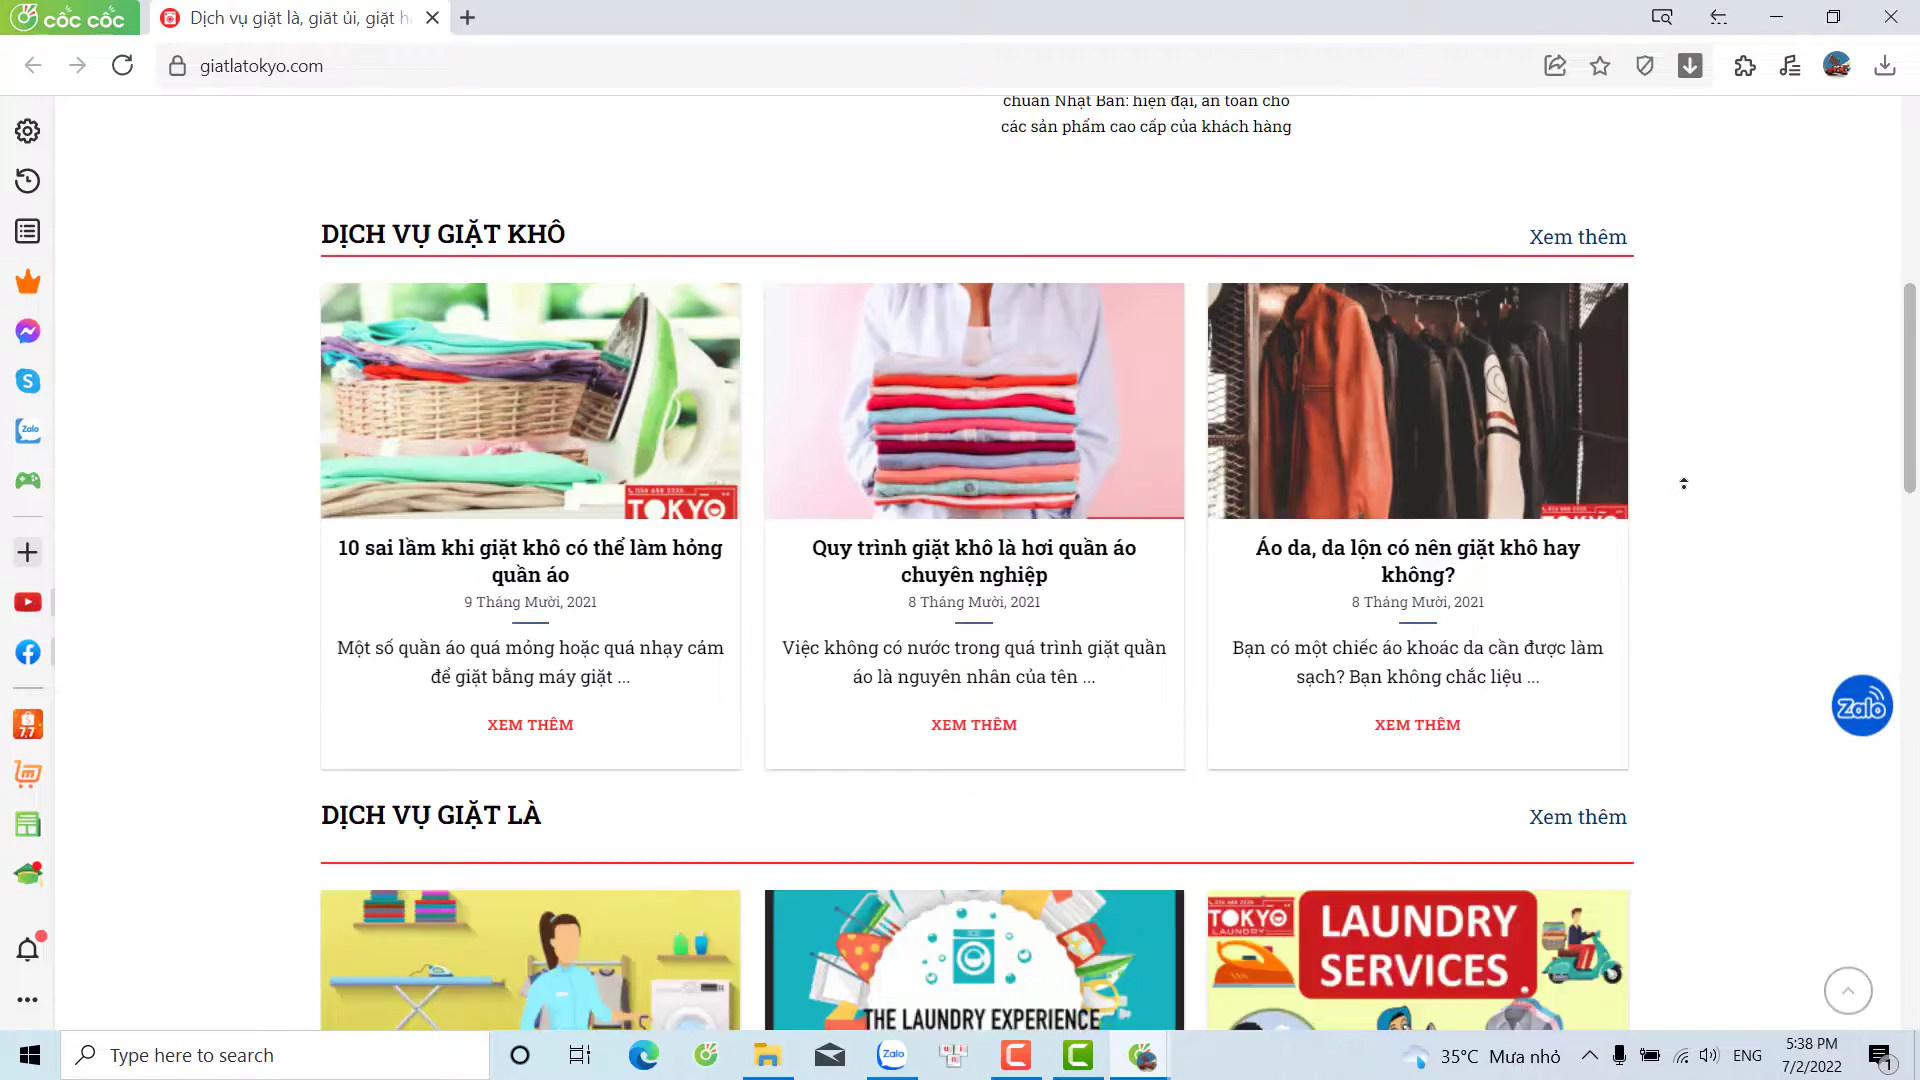 cốc cốc
Dịch vụ giặt là, giăt ủi, giặt h
giatlatokyo.com
chuẩn Nhật Bản: hiện đại, an toàn cho
các sản phẩm cao cấp của khách hàng
DỊCH VỤ GIẶT KHÔ
Xem thêm
TOKYO
10 sai lầm khi giặt khô có thể làm hỏng
quần áo
9 Tháng Mười, 2021
Một số quần áo quá mỏng hoặc quá nhạy cảm
để giặt bằng máy giặt ...
XEM THÊM
Quy trình giặt khô là hơi quần áo
chuyên nghiệp
8 Tháng Mười, 2021
Việc không có nước trong quá trình giặt quần
áo là nguyên nhân của tên ...
XEM THÊM
Áo da, da lộn có nên giặt khô hay
không?
8 Tháng Mười, 2021
Bạn có một chiếc áo khoác da cần được làm
sạch? Bạn không chắc liệu ...
XEM THÊM
Zalo
7.7
Zalo
DỊCH VỤ GIẶT LÀ
Xem thêm
THE LAUNDRY EXPERIENCE
TOKYO
LAUNDRY
LAUNDRY
SERVICES
Type here to search
Zalo
35°C Mưa nhỏ
ENG
5:38 PM
7/2/2022
1